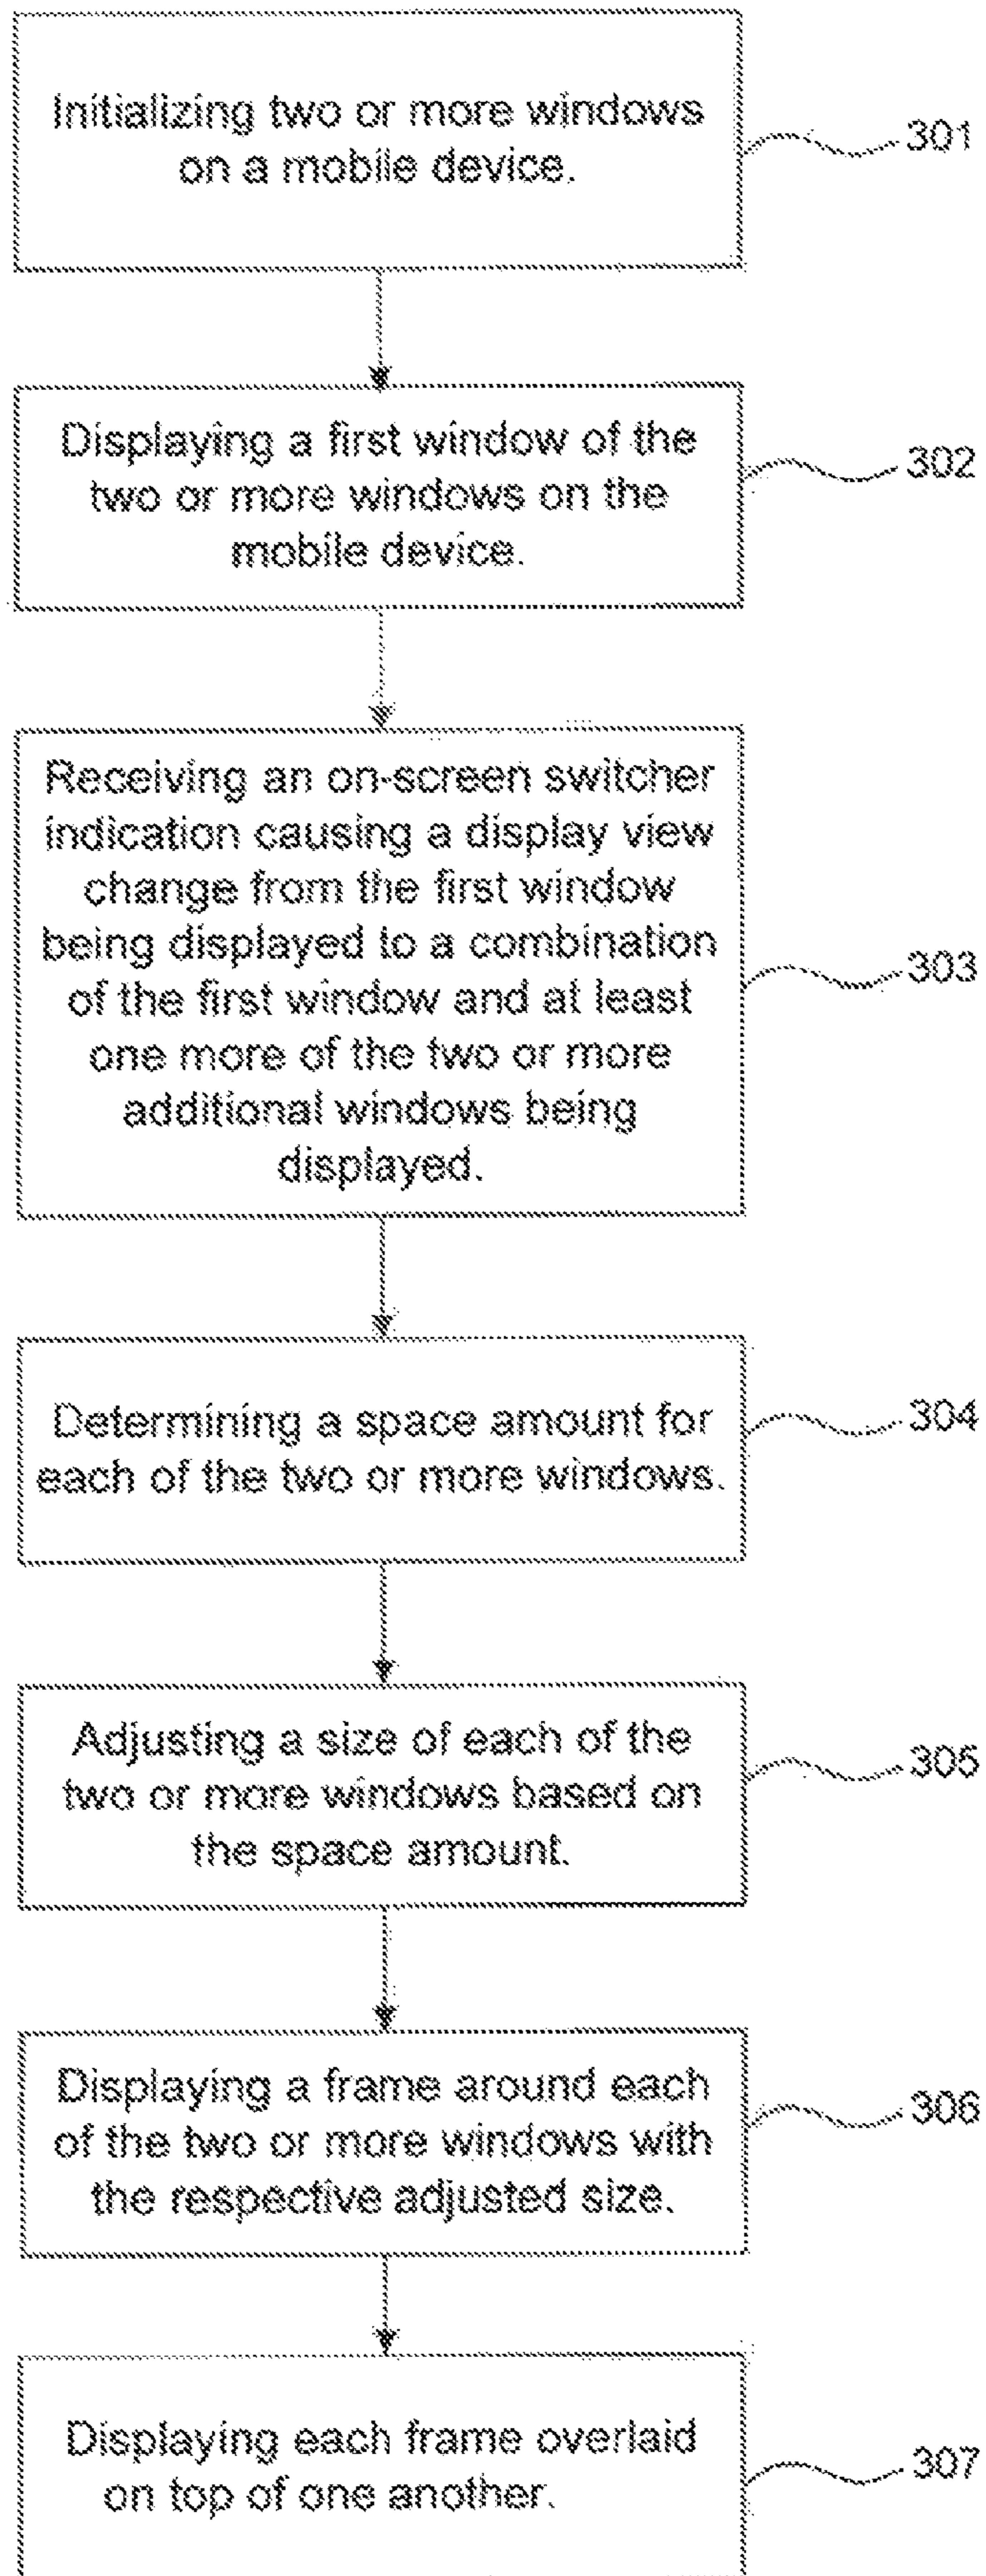 Initializing two or more windows
on a mobile device.
301
Displaying a first window of the
two or more windows on the
mobile device.
302
Receiving an on-screen switcher
indication causing a display view
change from the first window
being displayed to a combination
of the first window and at least
one more of the two or more
additional windows being
displayed.
303
Determining a space amount for
each of the two or more windows.
304
Adjusting a size of each of the
two or more windows based on
the space amount.
305
Displaying a frame around each
of the two or more windows with
the respective adjusted size.
306
Displaying each frame overlaid
on top of one another.
307